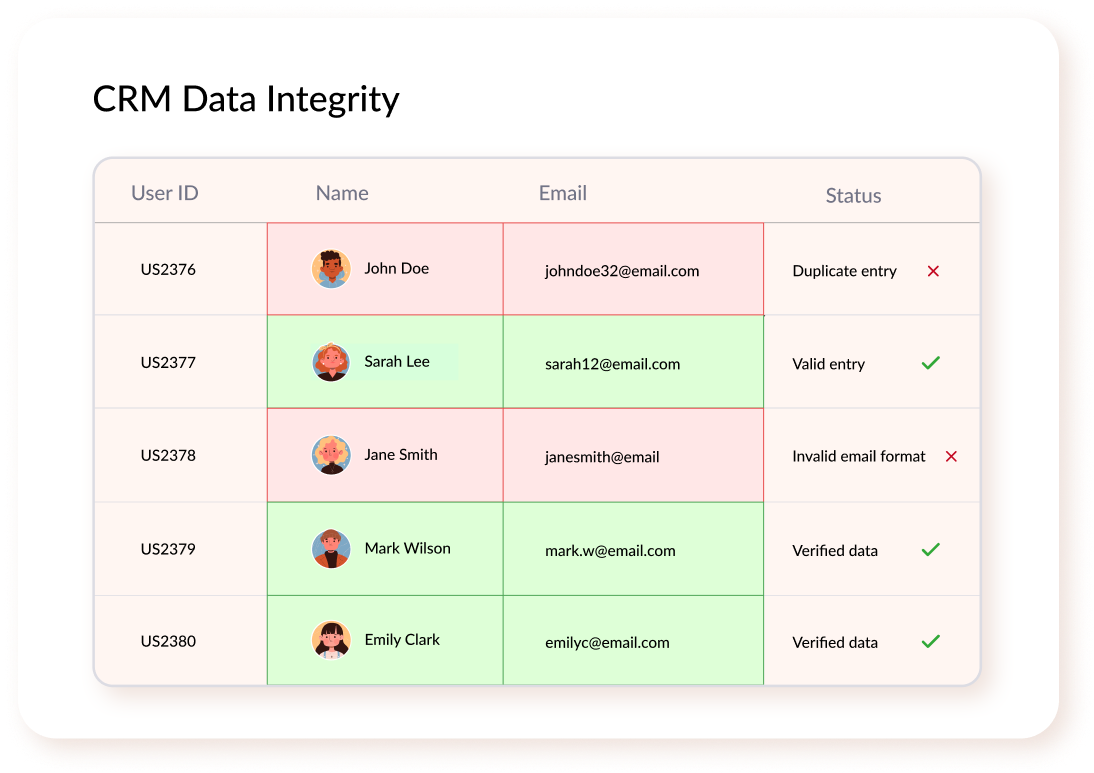 CRM Data Integrity
User ID Name Email Status
US2376 John Doe johndoe32@email.com Duplicate entry
US2377 Sarah Lee sarah12@email.com Valid entry
US2378 Jane Smith janesmith@email Invalid email format
US2379 Mark Wilson mark.w@email.com Verified data
US2380 Emily Clark emilyc@email.com Verified data